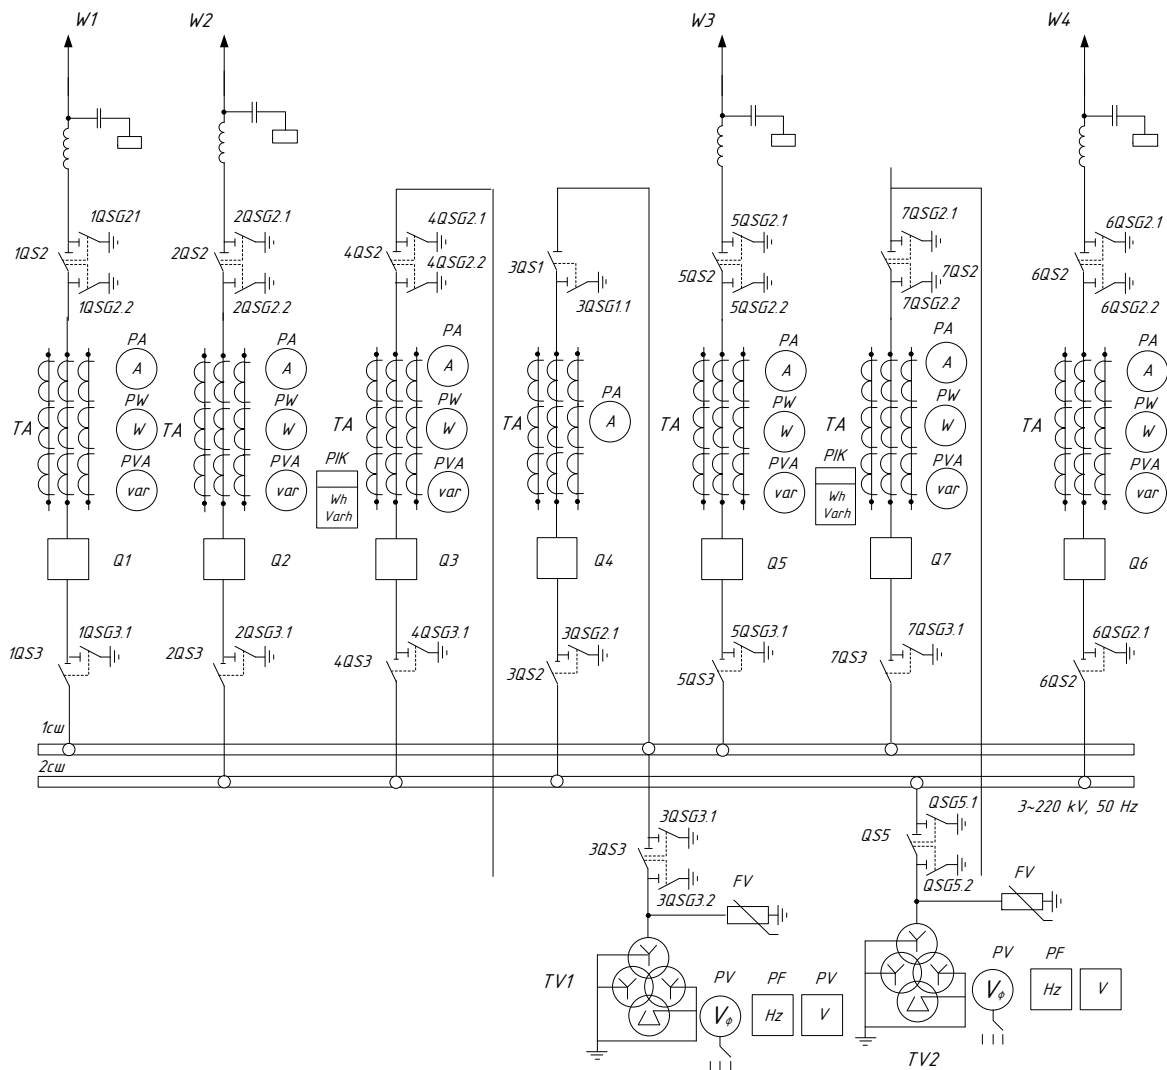 W1
W2
W3
W4
1QSG21
2QSG2.1
4QSG2.1
5QSG2.1
7QSG2.1
6QSG2.1
1QS2
2QS2
4QS2
4QSG2.2
3QS1
5QS2
7QS2
6QS2
1QSG2.2
2QSG2.2
3QSG1.1
5QSG2.2
7QSG2.2
6QSG2.2
PA
PA
PA
PA
PA
PA
A
A
A
A
A
A
PW
PW
PW
PA
PW
PW
PW
TA
W
TA
W
TA
W
TA
A
TA
W
TA
W
TA
W
PVA
PVA
PIK
PVA
PVA
PIK
PVA
PVA
var
var
Wh
Varh
var
var
Wh
Varh
var
var
Q1
Q2
Q3
Q4
Q5
Q7
Q6
1QSG3.1
2QSG3.1
4QSG3.1
3QSG2.1
5QSG3.1
7QSG3.1
6QSG2.1
1QS3
2QS3
4QS3
3QS2
5QS3
7QS3
6QS2
1сш
2сш
3~220 kV, 50 Hz
3QSG3.1
QSG5.1
3QS3
QS5
3QSG3.2
FV
QSG5.2
FV
TV1
PV
PF
PV
PV
PF
Vφ
Hz
V
Vφ
Hz
V
TV2